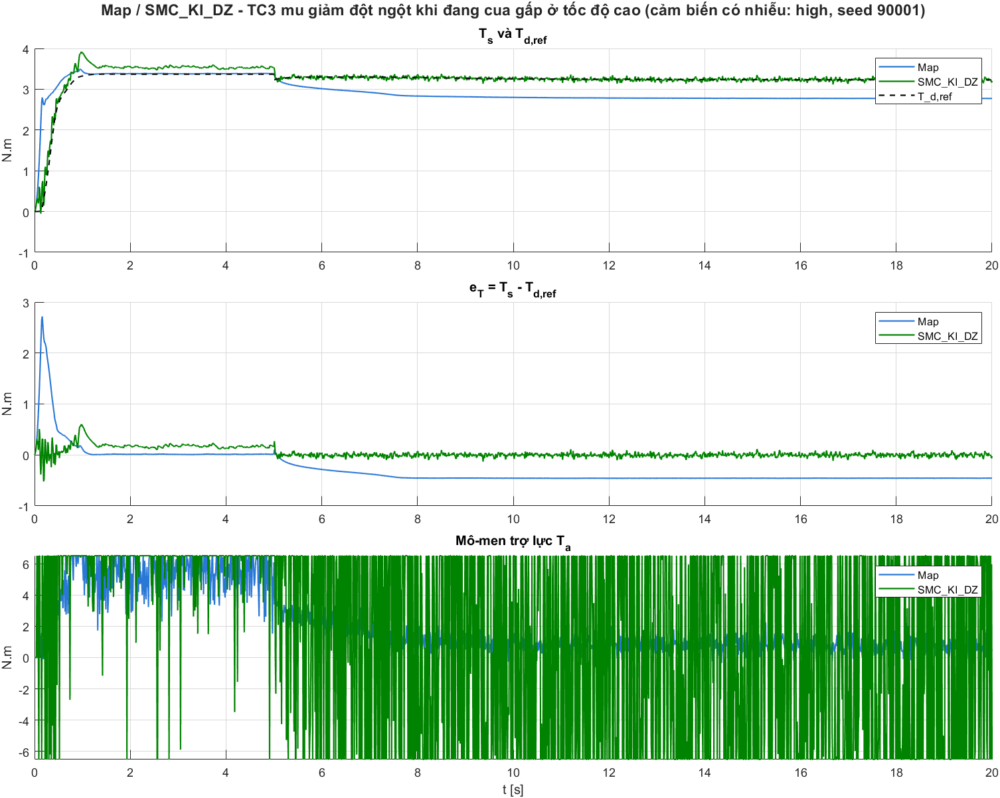 Map / SMC_KI_DZ - TC3 mu giảm đột ngột khi đang cua gấp ở tốc độ cao (cảm biến có nhiễu: high, seed 90001)
T_s và T_d,ref
4
3
2
1
0
-1
N.m
Map
SMC_KI_DZ
T_d,ref
0 2 4 6 8 10 12 14 16 18 20
e_T = T_s - T_d,ref
3
2
1
0
-1
N.m
Map
SMC_KI_DZ
0 2 4 6 8 10 12 14 16 18 20
Mô-men trợ lực T_a
6
4
2
0
-2
-4
-6
N.m
Map
SMC_KI_DZ
0 2 4 6 8 10 12 14 16 18 20
t [s]